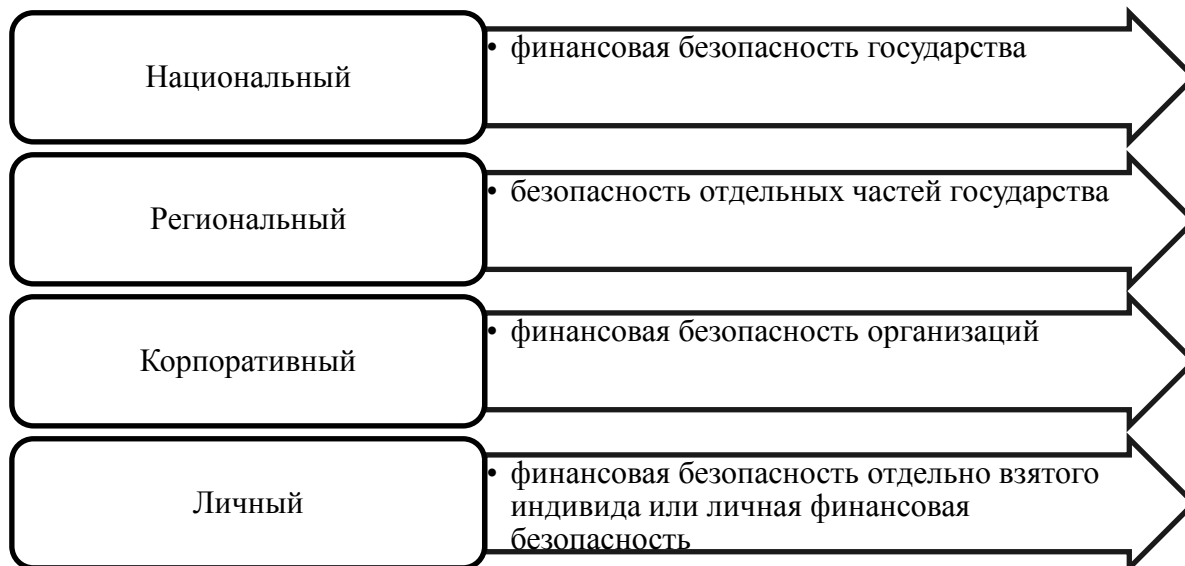 Национальный
• финансовая безопасность государства
Региональный
• безопасность отдельных частей государства
Корпоративный
• финансовая безопасность организаций
Личный
• финансовая безопасность отдельно взятого
индивида или личная финансовая
безопасность